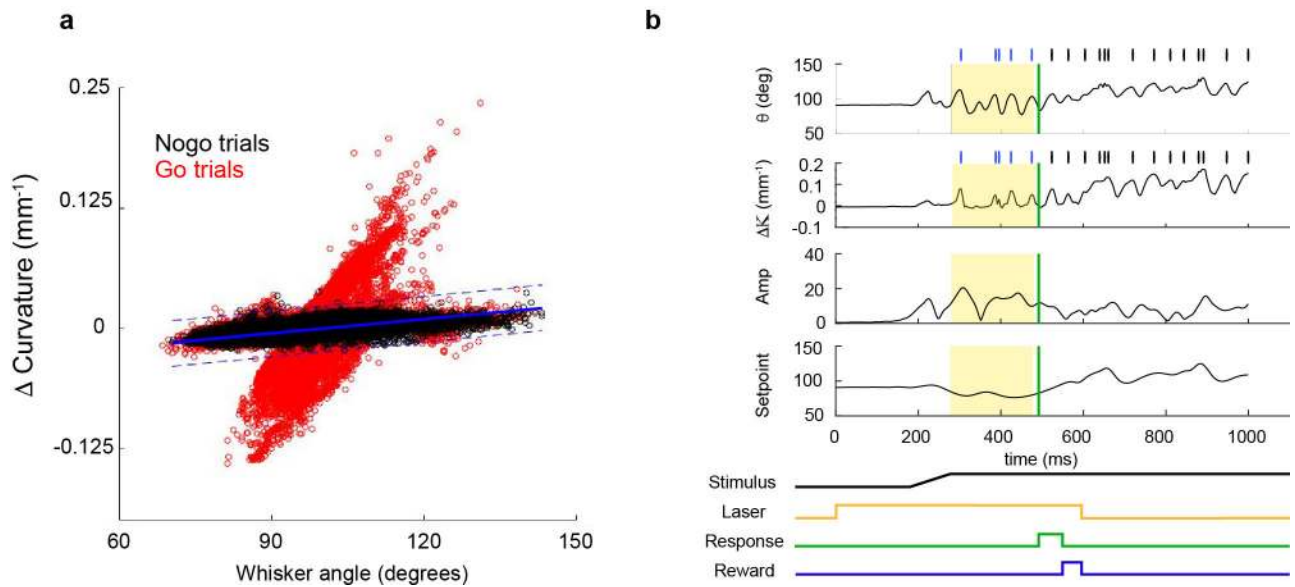 a
0.25
0.125
0
-0.125
Δ Curvature (mm⁻¹)
Nogo trials
Go trials
60 90 120 150
Whisker angle (degrees)
b
150
100
50
θ (deg)
0.2
0.1
0
-0.1
ΔK (mm⁻¹)
40
20
0
Amp
150
100
50
Setpoint
0 200 400 600 800 1000
time (ms)
Stimulus
Laser
Response
Reward